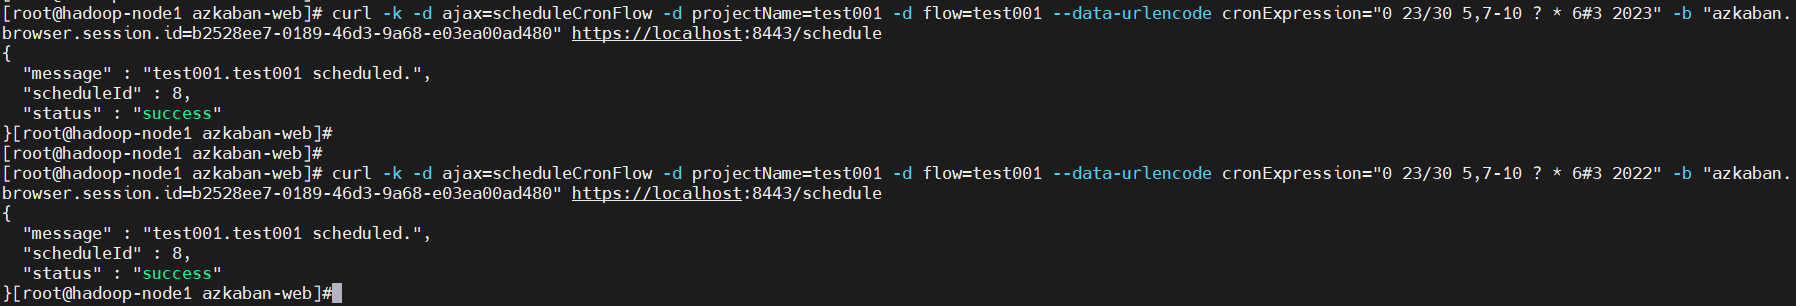 [root@hadoop-node1 azkaban-web]# curl -k -d ajax=scheduleCronFlow -d projectName=test001 -d flow=test001 --data-urlencode cronExpression="0 23/30 5,7-10 ? * 6#3 2023" -b "azkaban.
browser.session.id=b2528ee7-0189-46d3-9a68-e03ea00ad480" https://localhost:8443/schedule
{
  "message" : "test001.test001 scheduled.",
  "scheduleId" : 8,
  "status" : "success"
}[root@hadoop-node1 azkaban-web]#
[root@hadoop-node1 azkaban-web]#
[root@hadoop-node1 azkaban-web]# curl -k -d ajax=scheduleCronFlow -d projectName=test001 -d flow=test001 --data-urlencode cronExpression="0 23/30 5,7-10 ? * 6#3 2022" -b "azkaban.
browser.session.id=b2528ee7-0189-46d3-9a68-e03ea00ad480" https://localhost:8443/schedule
{
  "message" : "test001.test001 scheduled.",
  "scheduleId" : 8,
  "status" : "success"
}[root@hadoop-node1 azkaban-web]#